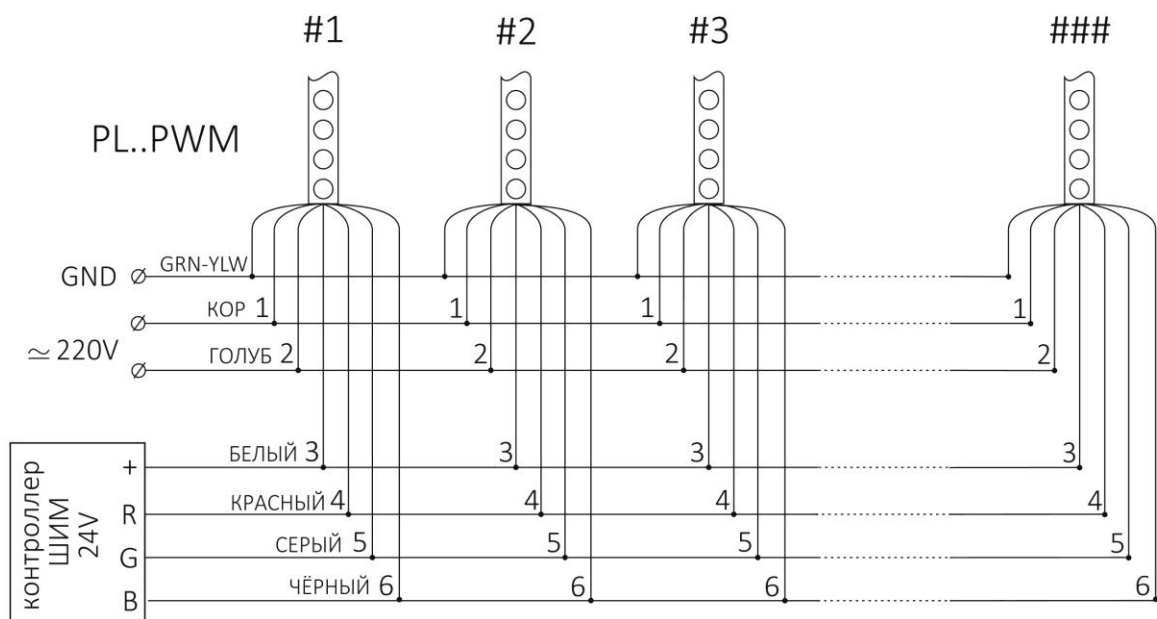 #1 #2 #3 ###
PL..PWM
GND GRN-YLW
КОР 1 1 1 1
≃ 220V
ГОЛУБ 2 2 2 2
контроллер
ШИМ
24V
+ БЕЛЫЙ 3 3 3 3
R КРАСНЫЙ 4 4 4 4
G СЕРЫЙ 5 5 5 5
B ЧЁРНЫЙ 6 6 6 6